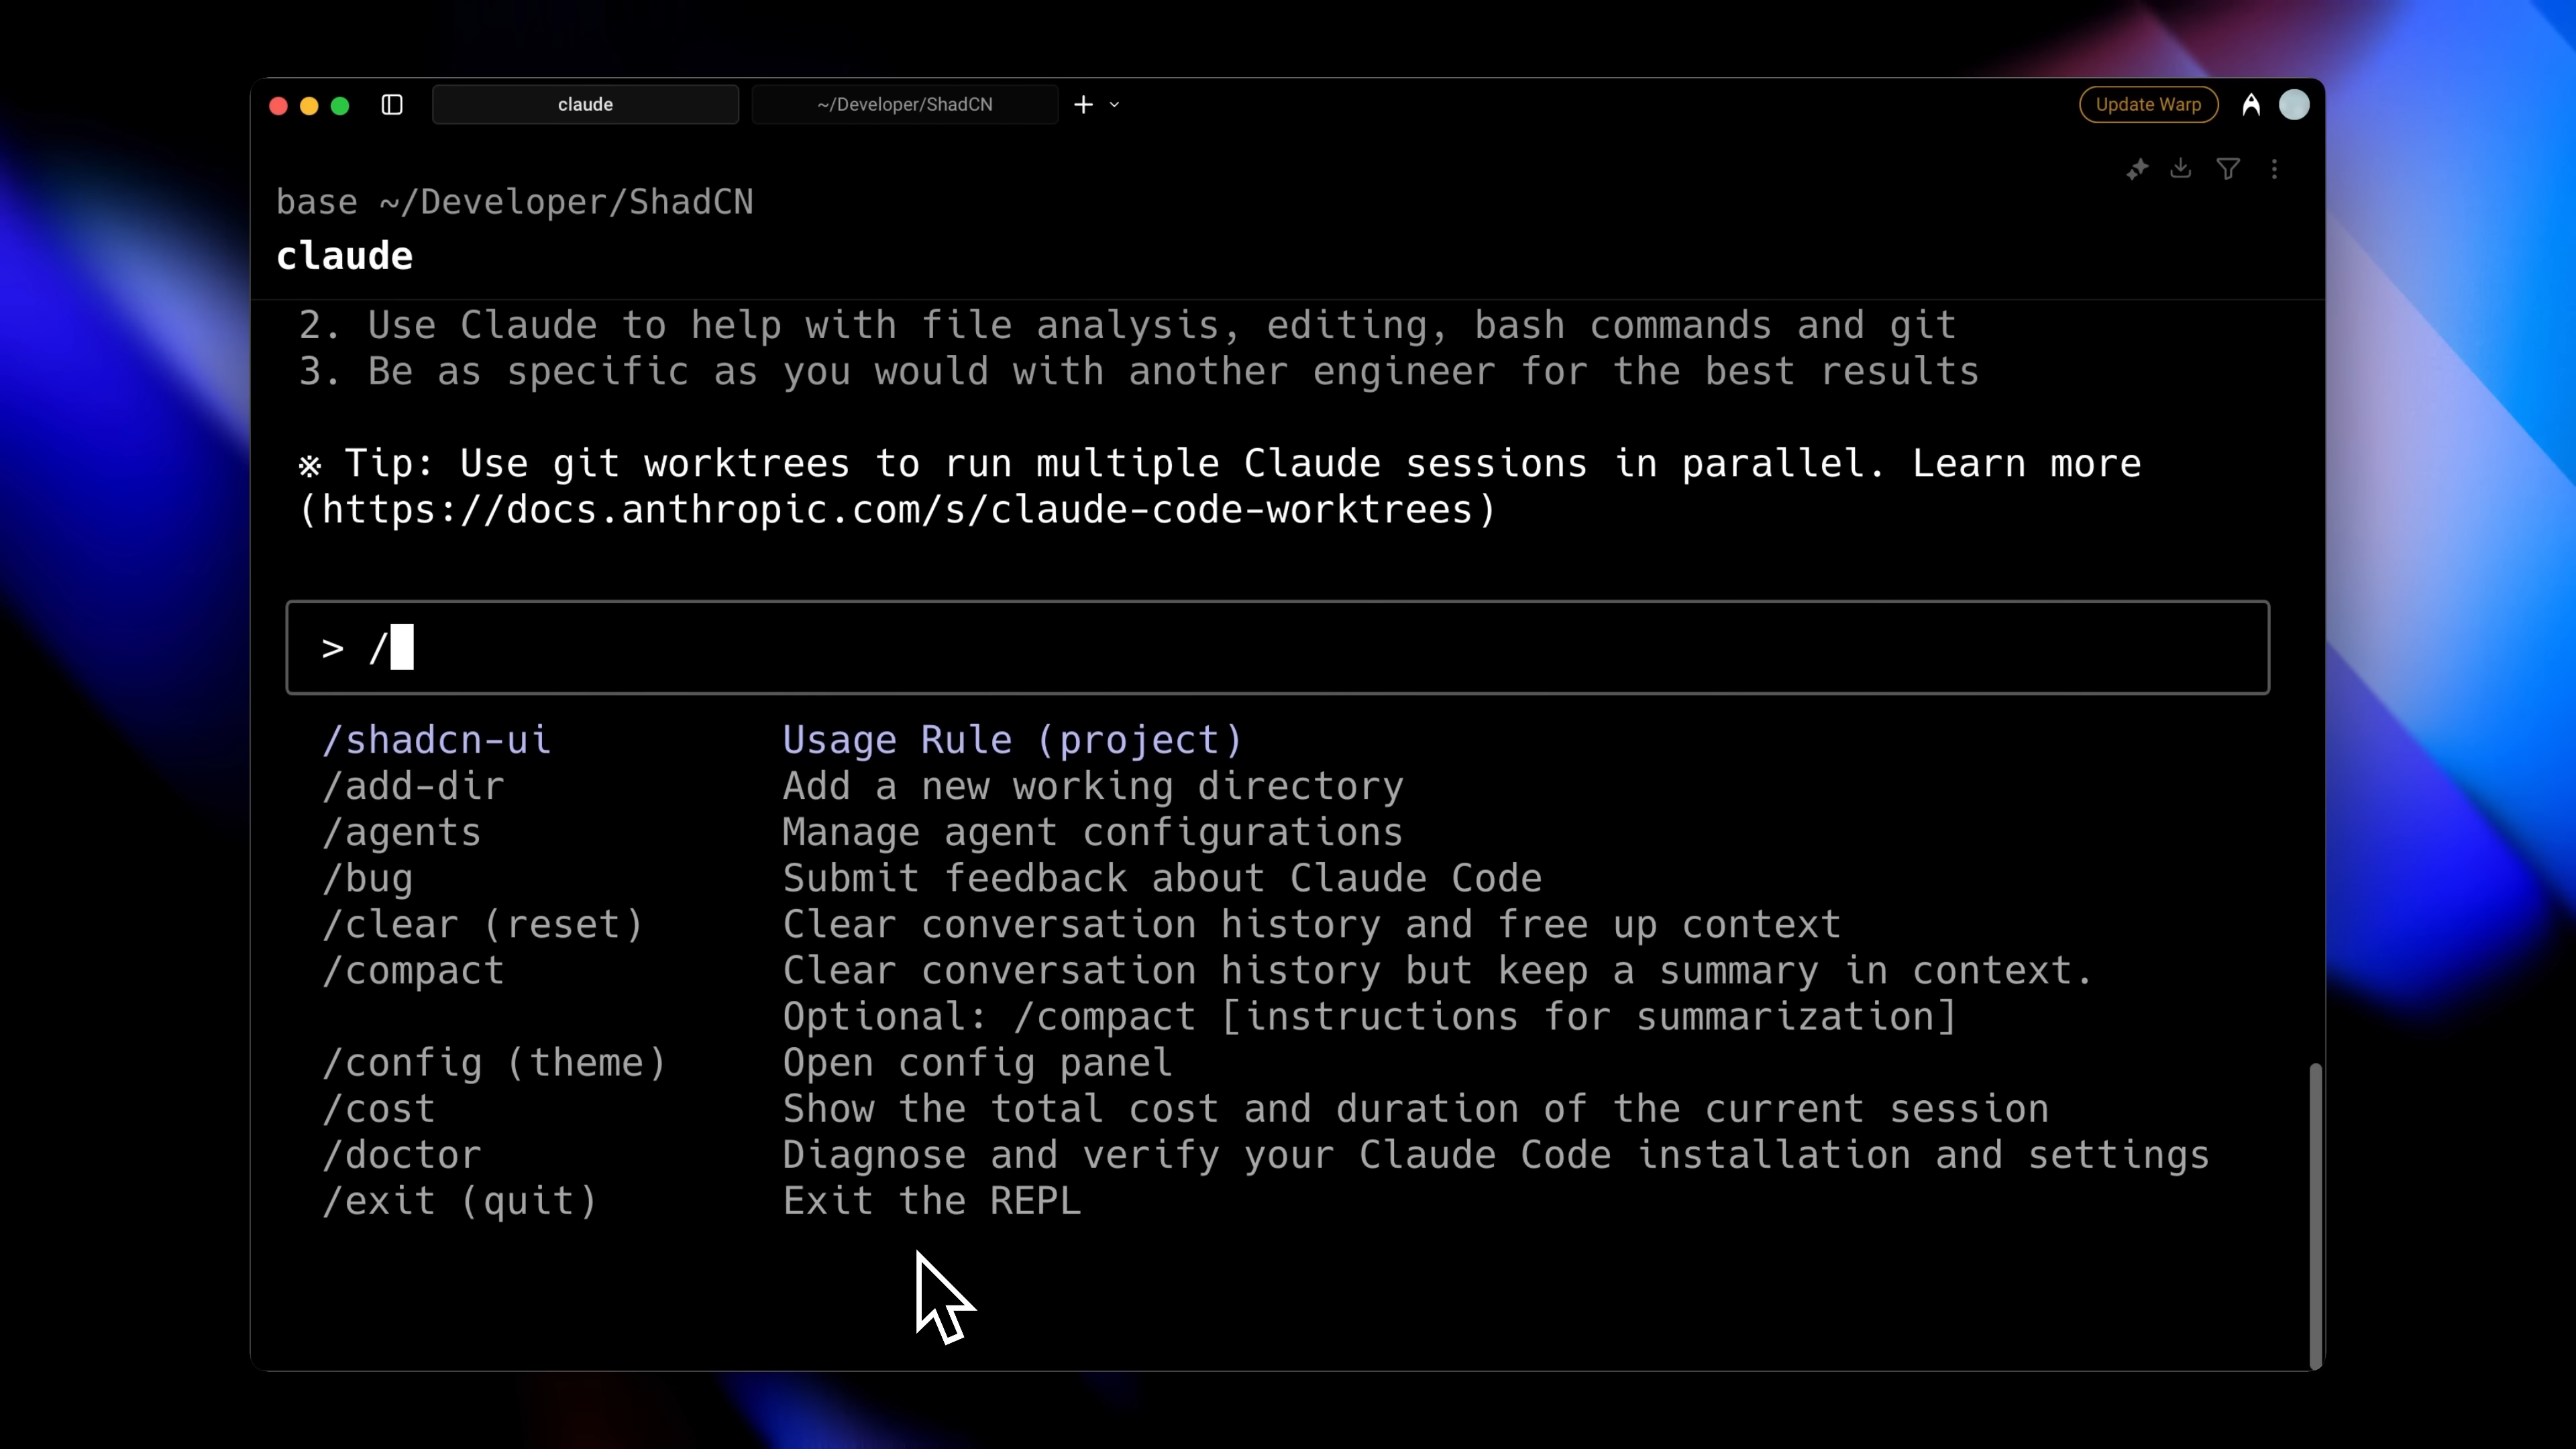 claude
~/Developer/ShadCN
Update Warp
base ~/Developer/ShadCN
claude
2. Use Claude to help with file analysis, editing, bash commands and git
3. Be as specific as you would with another engineer for the best results
※ Tip: Use git worktrees to run multiple Claude sessions in parallel. Learn more
(https://docs.anthropic.com/s/claude-code-worktrees)
> /
/shadcn-ui Usage Rule (project)
/add-dir Add a new working directory
/agents Manage agent configurations
/bug Submit feedback about Claude Code
/clear (reset) Clear conversation history and free up context
/compact Clear conversation history but keep a summary in context.
Optional: /compact [instructions for summarization]
/config (theme) Open config panel
/cost Show the total cost and duration of the current session
/doctor Diagnose and verify your Claude Code installation and settings
/exit (quit) Exit the REPL